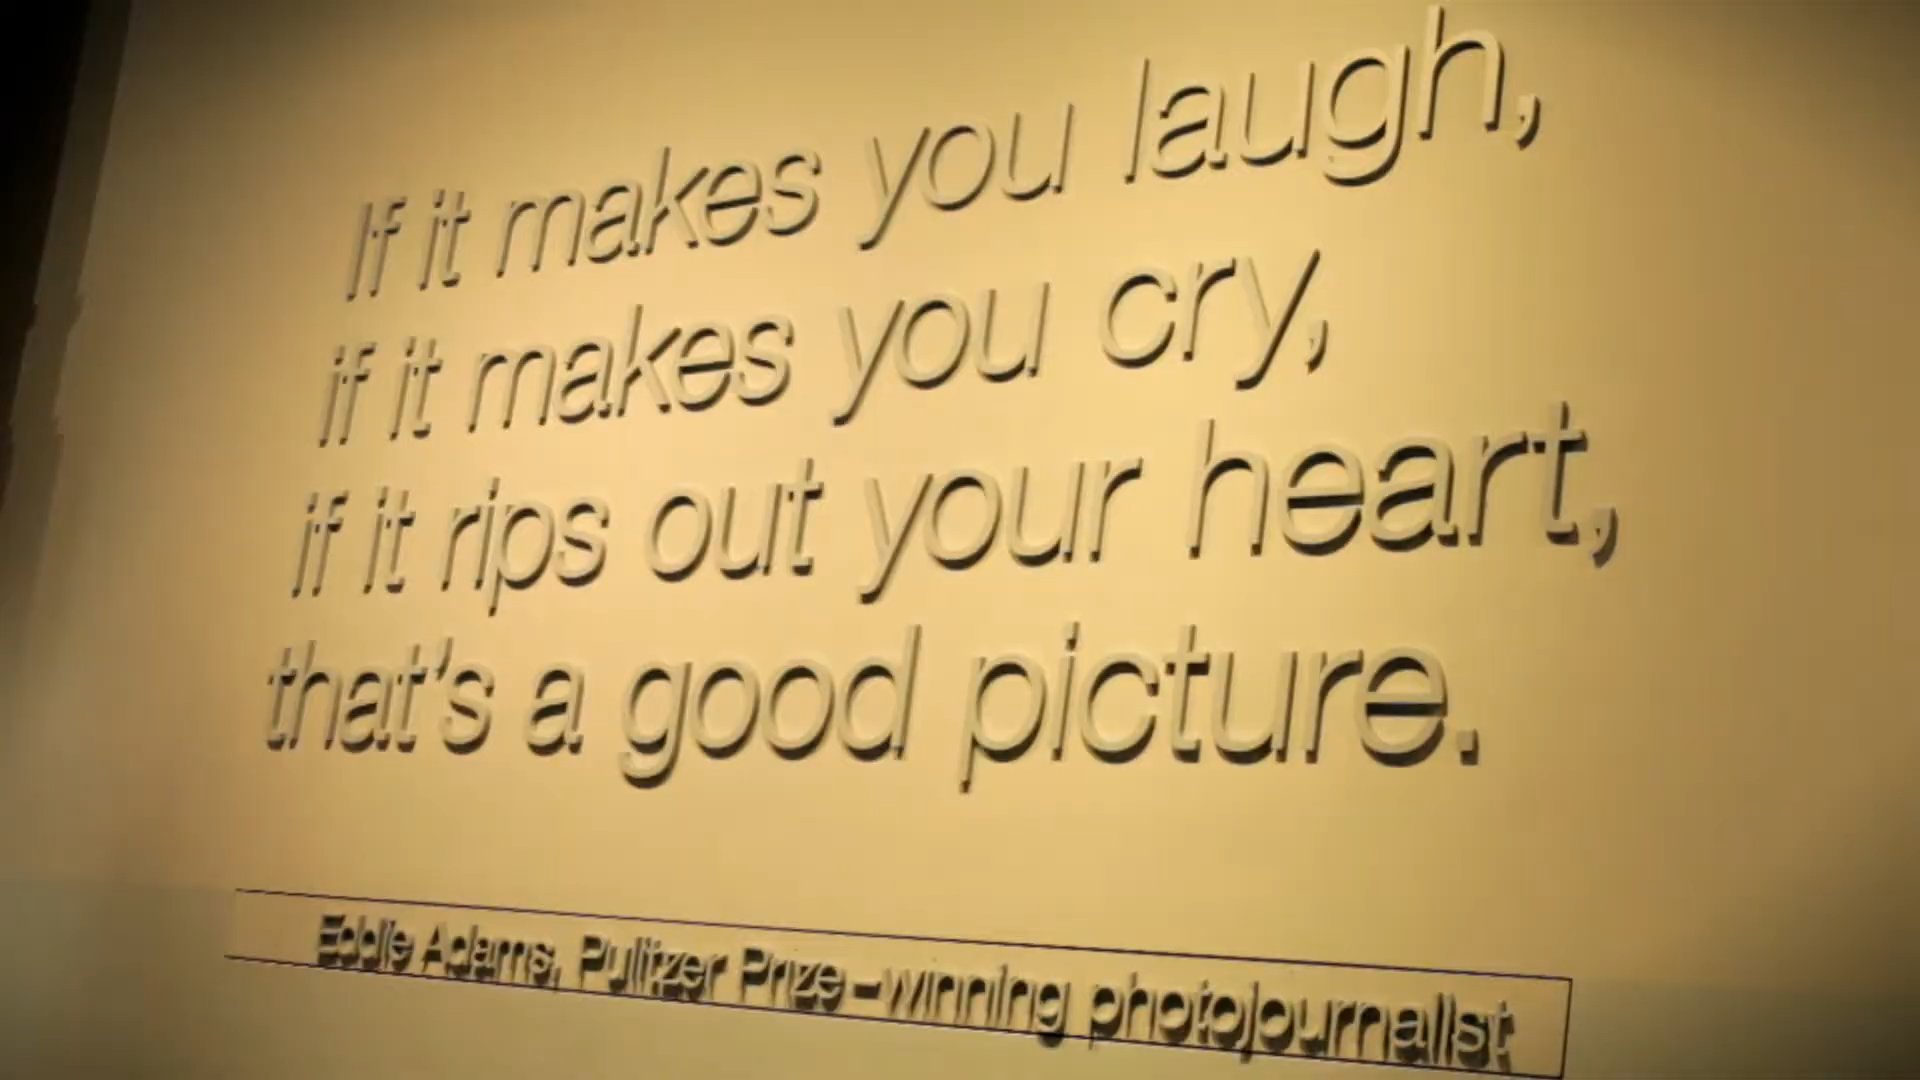 If it makes you laugh,
if it makes you cry,
if it rips out your heart,
that's a good picture.
Eddie Adams, Pulitzer Prize–winning photojournalist